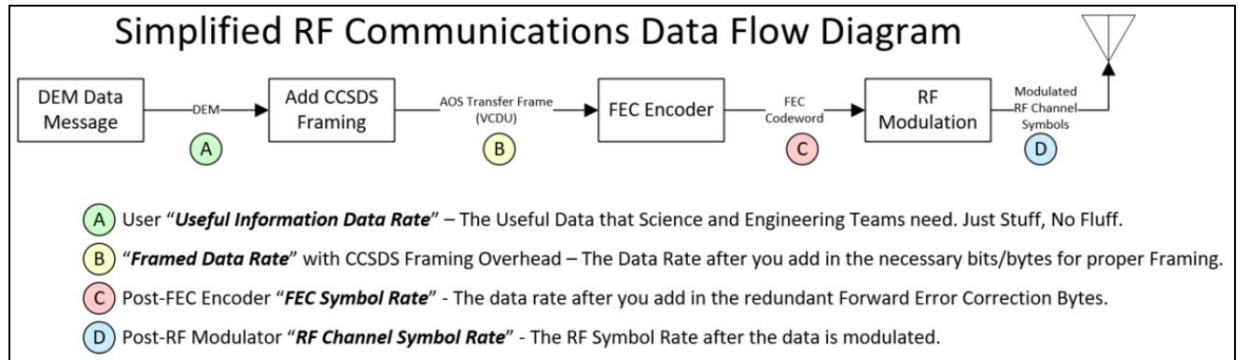 Simplified RF Communications Data Flow Diagram
DEM Data
Message
DEM
Add CCSDS
Framing
AOS Transfer Frame
(VCDU)
FEC Encoder
FEC
Codeword
RF
Modulation
Modulated
RF Channel
Symbols
A
B
C
D
A User “Useful Information Data Rate” – The Useful Data that Science and Engineering Teams need. Just Stuff, No Fluff.
B “Framed Data Rate” with CCSDS Framing Overhead – The Data Rate after you add in the necessary bits/bytes for proper Framing.
C Post-FEC Encoder “FEC Symbol Rate” - The data rate after you add in the redundant Forward Error Correction Bytes.
D Post-RF Modulator “RF Channel Symbol Rate” - The RF Symbol Rate after the data is modulated.